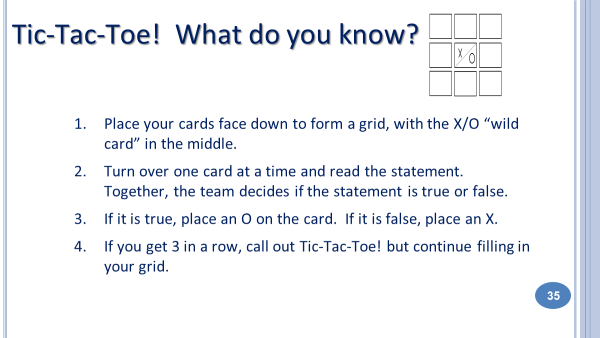 Tic-Tac-Toe!  What do you know?
X/O
1. Place your cards face down to form a grid, with the X/O “wild
card” in the middle.
2. Turn over one card at a time and read the statement.
Together, the team decides if the statement is true or false.
3. If it is true, place an O on the card.  If it is false, place an X.
4. If you get 3 in a row, call out Tic-Tac-Toe! but continue filling in
your grid.
35